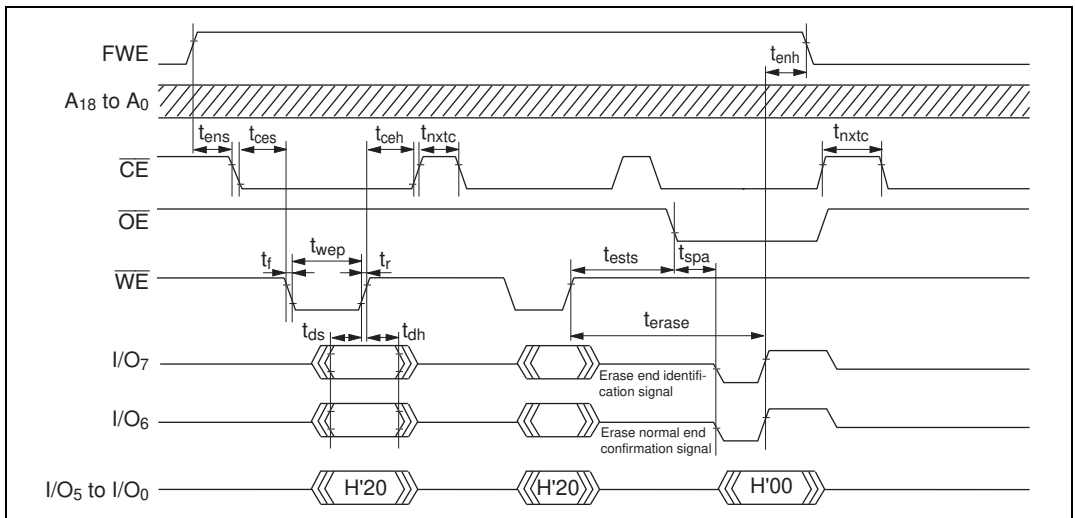 FWE
tenh
A18 to A0
tens tces tceh tnxtc tnxtc
CE
OE
twep
tf tr tests tspa
WE
terase
tds tdh
I/O7
Erase end identifi-
cation signal
I/O6
Erase normal end
confirmation signal
I/O5 to I/O0 H'20 H'20 H'00